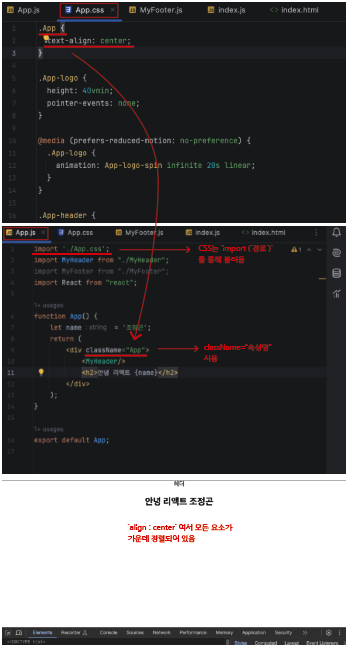 App.js App.css × MyFooter.js index.js index.html
1 .App {
2 text-align: center;
3 }
5 .App-logo {
6 height: 40vmin;
7 pointer-events: none;
8 }
10 @media (prefers-reduced-motion: no-preference) {
11 .App-logo {
12 animation: App-logo-spin infinite 20s linear;
13 }
14 }
16 .App-header {
App.js × App.css MyFooter.js index.js index.html
1 import './App.css';
CSS는 `import (`경로`)`
를 통해 불러옴
2 import MyHeader from "./MyHeader";
3 import MyFooter from "./MyFooter";
4 import React from "react";
1+ usages
6 function App() {
7 let name :string = "조정곤";
8 return (
9 <div className="App">
className="속성명"
사용
10 <MyHeader/>
11 <h2>안녕 리액트 {name}</h2>
12 </div>
13 );
14 }
1+ usages
16 export default App;
17
헤더
안녕 리액트 조정곤
`align : center` 여서 모든 요소가
가운데 정렬되어 있음
Elements Recorder Console Sources Network Performance Memory Application Security »
<!DOCTYPE html> Styles Computed Layout Event Listeners